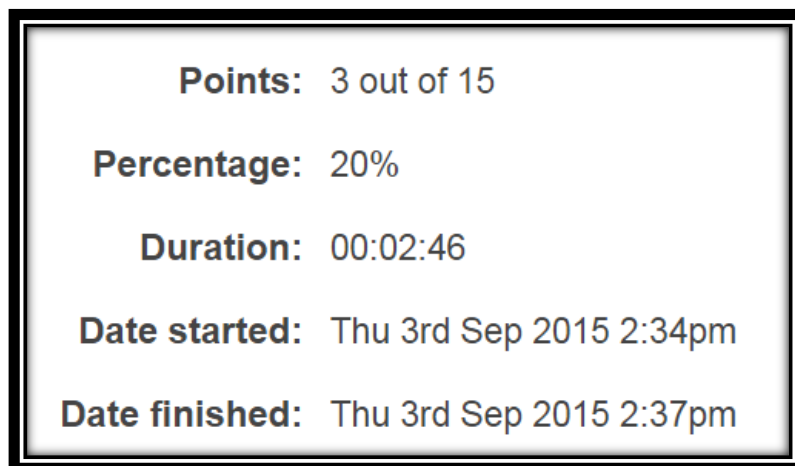 Points: 3 out of 15
Percentage: 20%
Duration: 00:02:46
Date started: Thu 3rd Sep 2015 2:34pm
Date finished: Thu 3rd Sep 2015 2:37pm